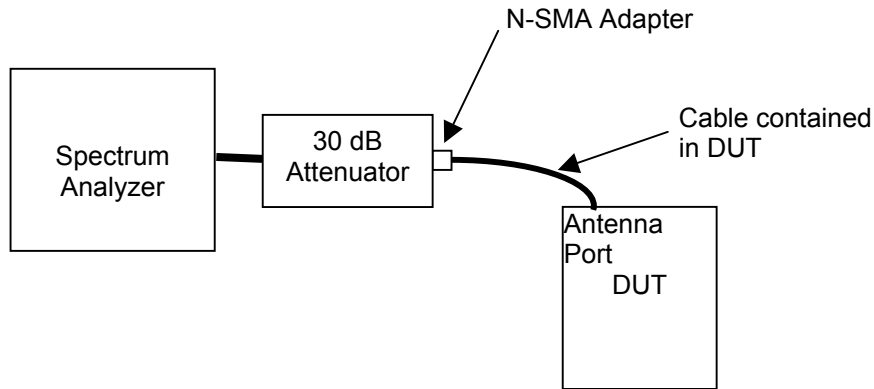 N-SMA Adapter
Spectrum
Analyzer
30 dB
Attenuator
Cable contained
in DUT
Antenna
Port
DUT